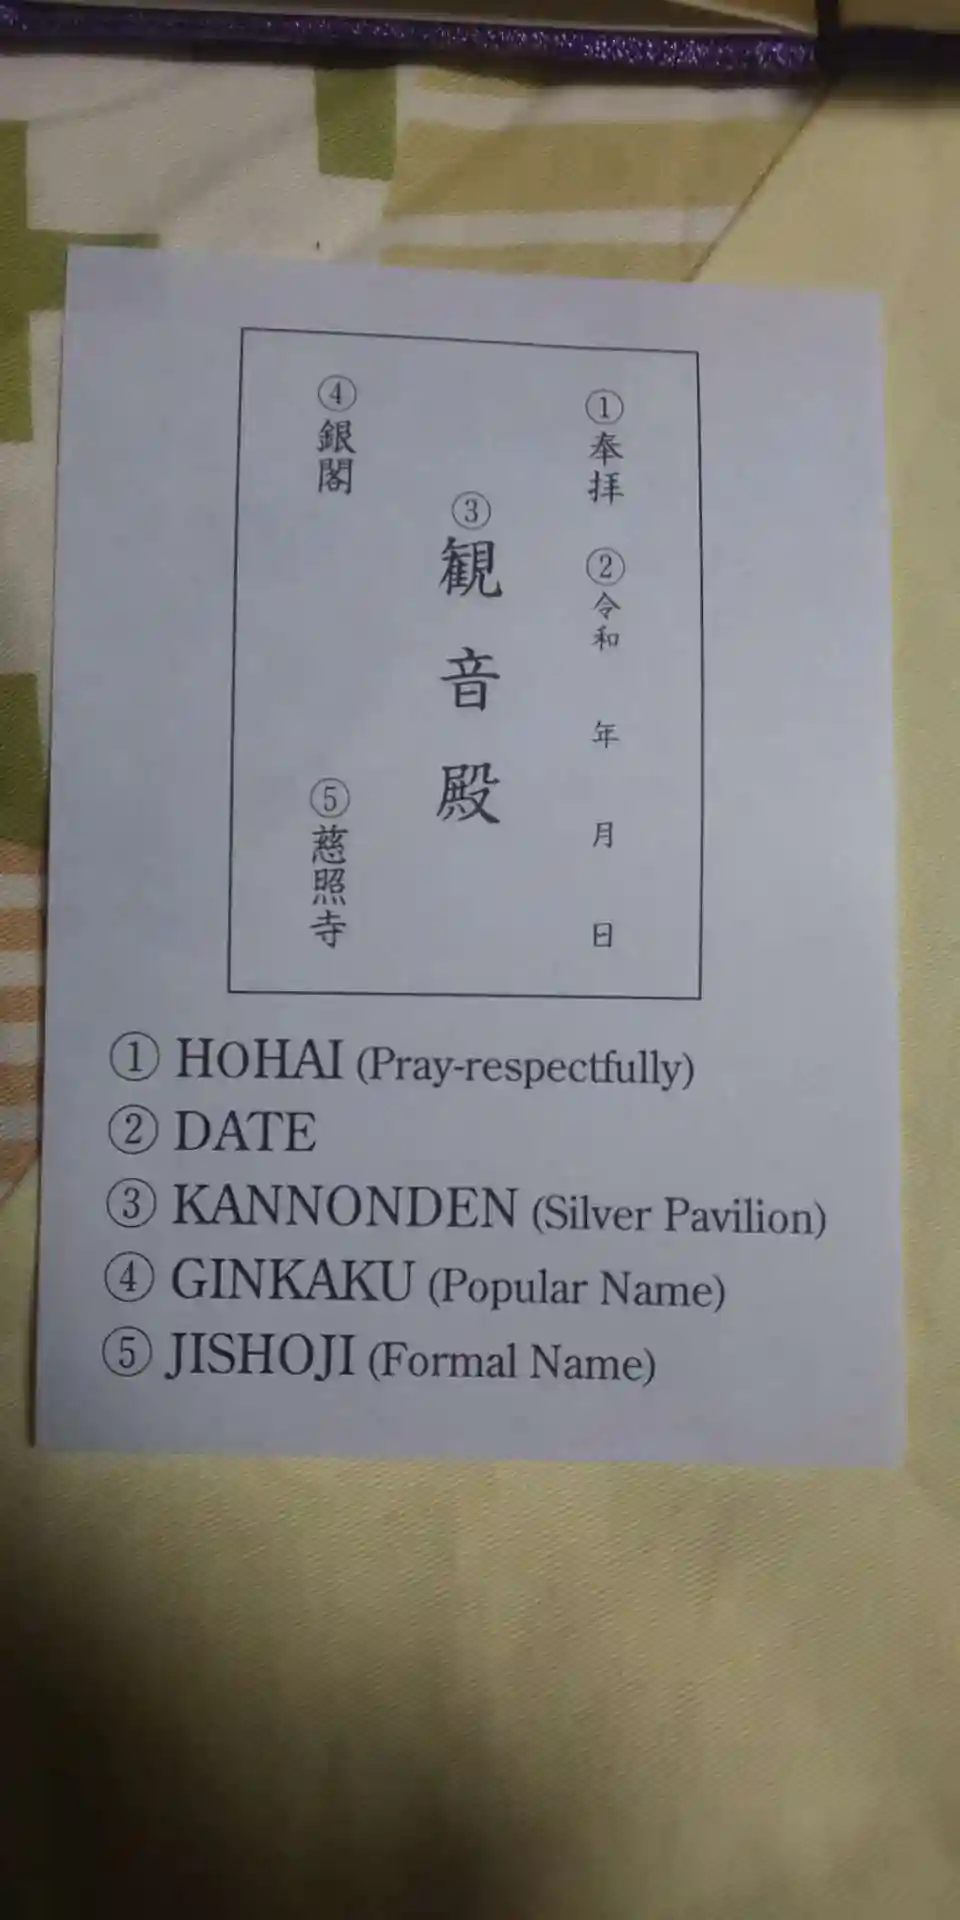 ①奉拝 ②令和 年 月 日
③観音殿
④銀閣 ⑤慈照寺
① HOHAI (Pray-respectfully)
② DATE
③ KANNONDEN (Silver Pavilion)
④ GINKAKU (Popular Name)
⑤ JISHOJI (Formal Name)